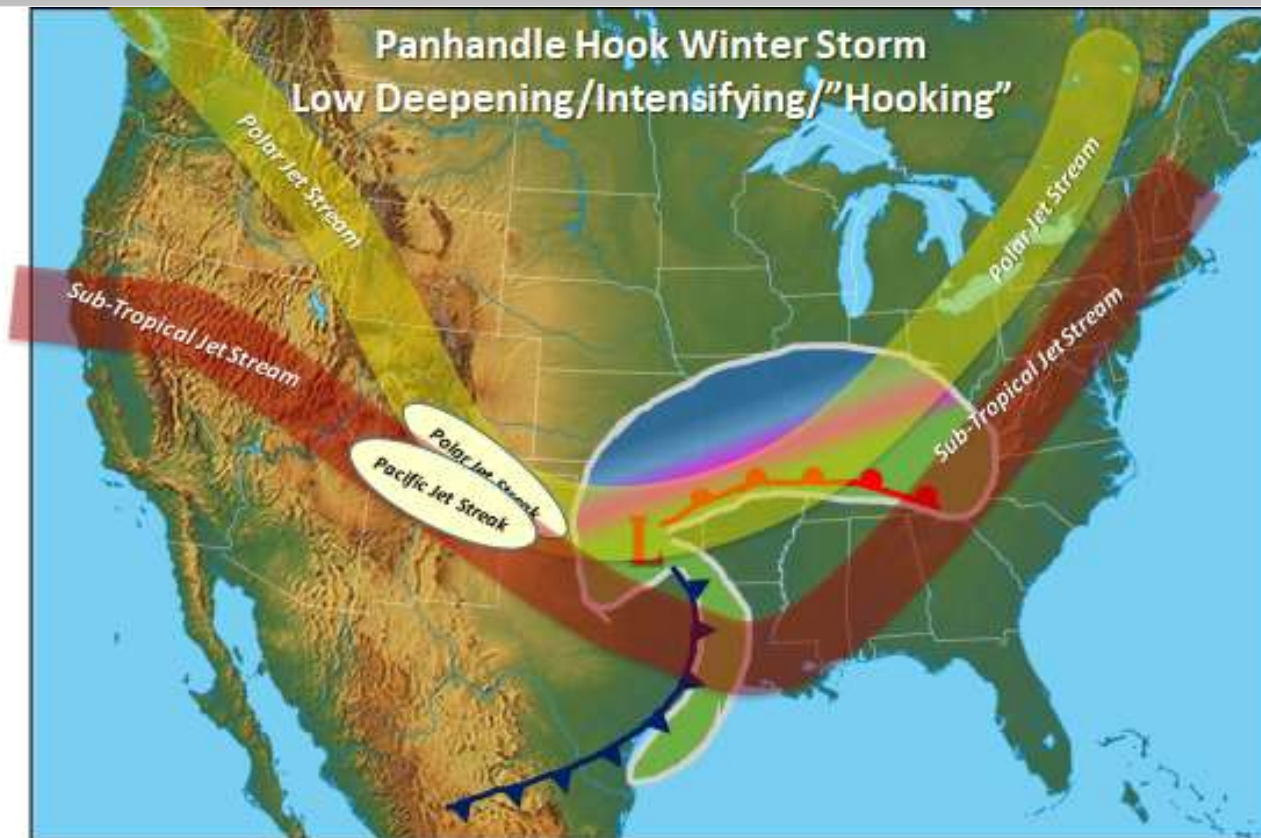 Panhandle Hook Winter Storm
Low Deepening/Intensifying/”Hooking”
Polar Jet Stream
Sub-Tropical Jet Stream
Polar Jet Streak
Pacific Jet Streak
Polar Jet Stream
Sub-Tropical Jet Stream
L